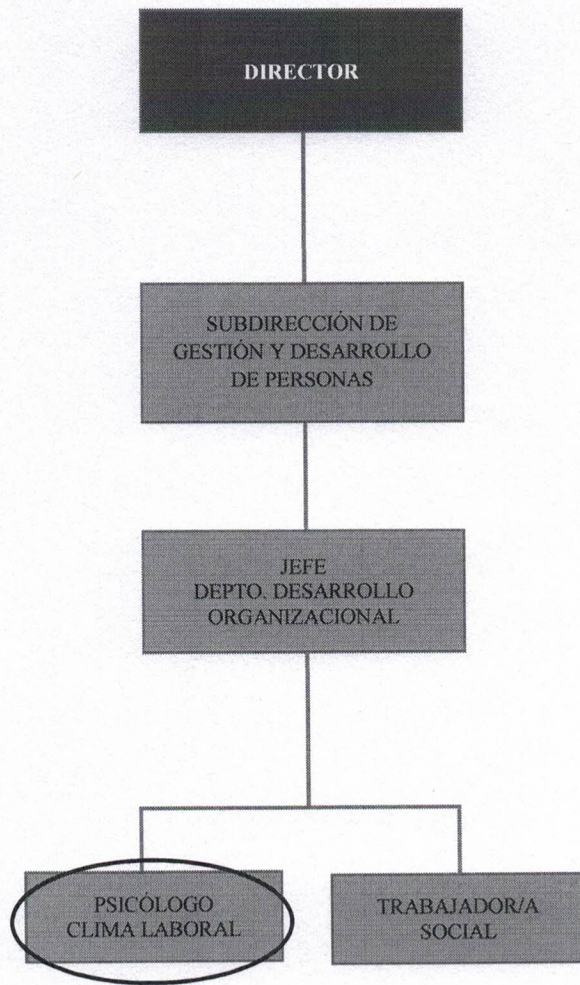 DIRECTOR
SUBDIRECCIÓN DE
GESTIÓN Y DESARROLLO
DE PERSONAS
JEFE
DEPTO. DESARROLLO
ORGANIZACIONAL
PSICÓLOGO
CLIMA LABORAL
TRABAJADOR/A
SOCIAL